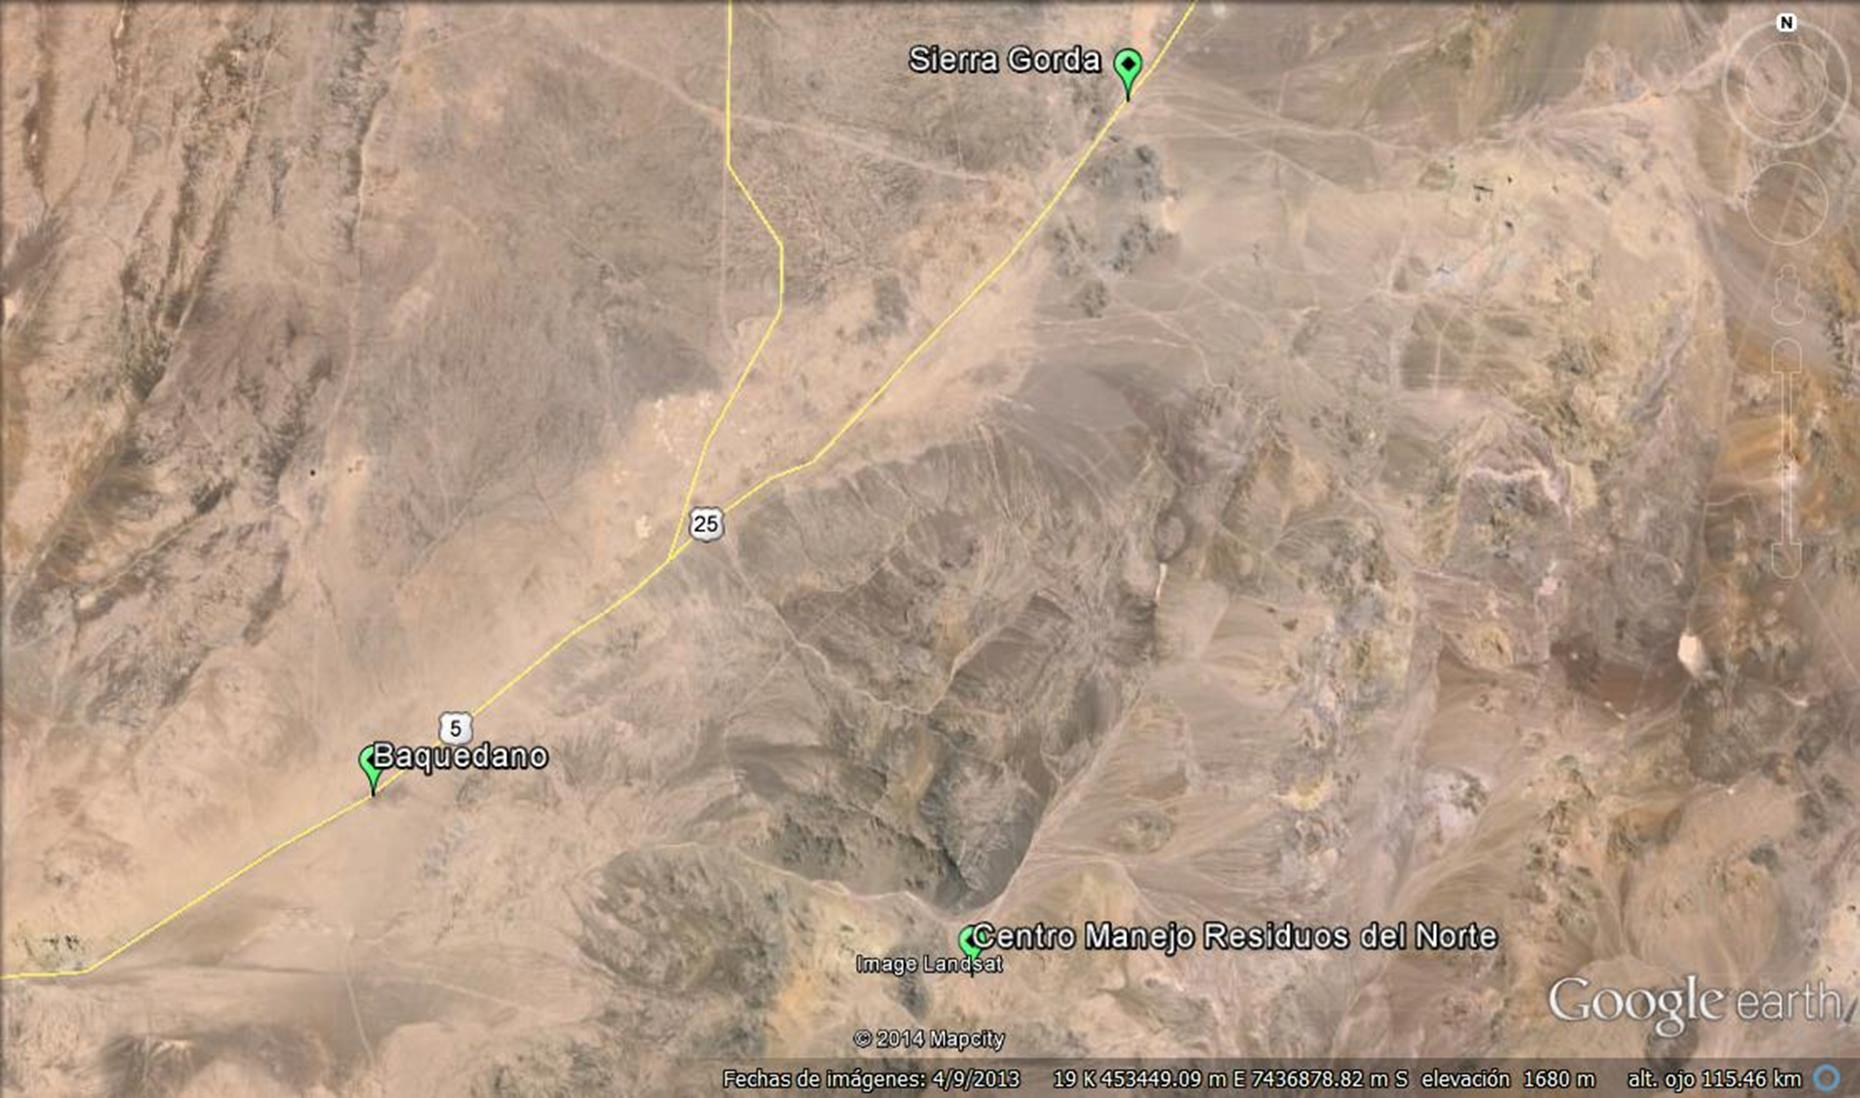 N
Sierra Gorda
25
5
Baquedano
Centro Manejo Residuos del Norte
Image Landsat
Google earth
© 2014 Mapcity
Fechas de imágenes: 4/9/2013 19 K 453449.09 m E 7436878.82 m S elevación 1680 m alt. ojo 115.46 km